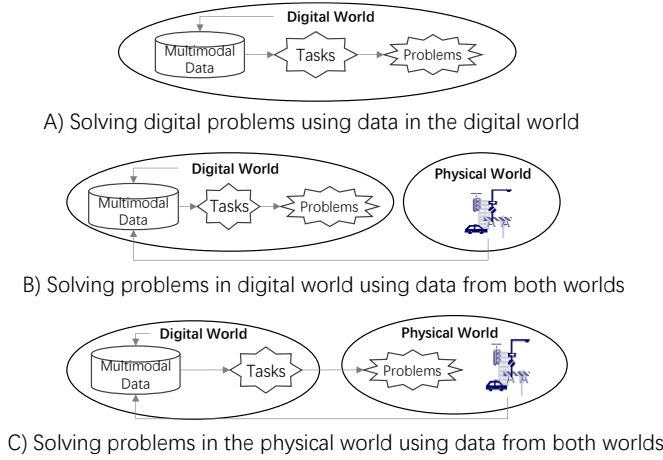 Digital World
Multimodal
Data
Tasks
Problems
A) Solving digital problems using data in the digital world
Digital World
Physical World
Multimodal
Data
Tasks
Problems
B) Solving problems in digital world using data from both worlds
Digital World
Physical World
Multimodal
Data
Tasks
Problems
C) Solving problems in the physical world using data from both worlds